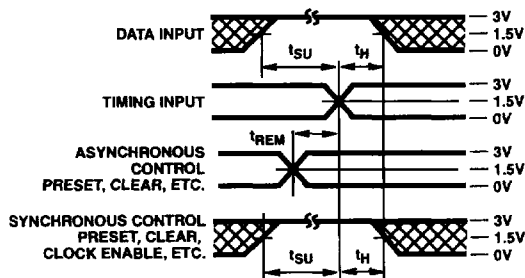 DATA INPUT
tSU
tH
3V
1.5V
0V
TIMING INPUT
3V
1.5V
0V
tREM
ASYNCHRONOUS
CONTROL
PRESET, CLEAR, ETC.
3V
1.5V
0V
SYNCHRONOUS CONTROL
PRESET, CLEAR,
CLOCK ENABLE, ETC.
3V
1.5V
0V
tSU
tH